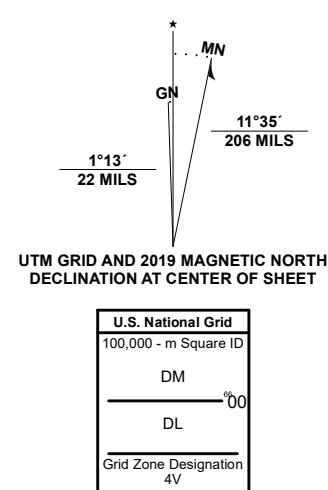 ★
MN
GN
11°35´
206 MILS
1°13´
22 MILS
UTM GRID AND 2019 MAGNETIC NORTH
DECLINATION AT CENTER OF SHEET
U.S. National Grid
100,000 - m Square ID
DM
6600
DL
Grid Zone Designation
4V